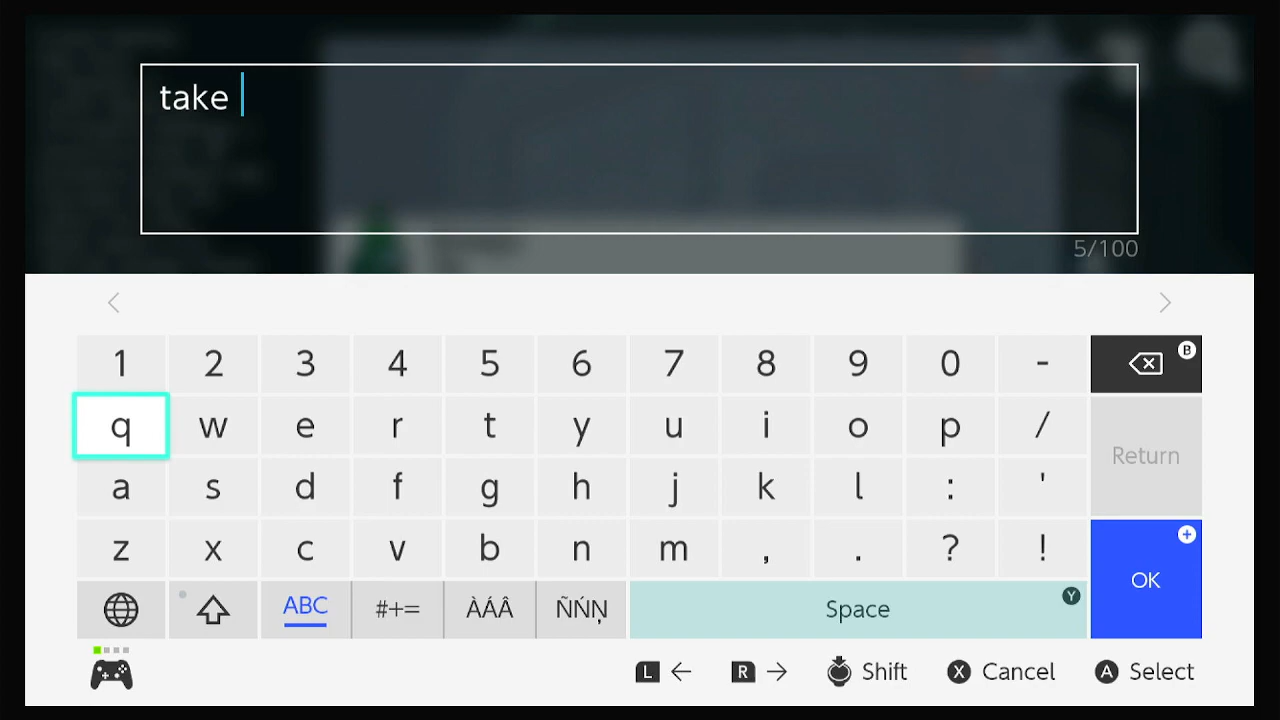 take
5/100
1 2 3 4 5 6 7 8 9 0 - B
q w e r t y u i o p / Return
a s d f g h j k l : '
z x c v b n m , . ? ! + OK
ABC #+= ÀÁÂ ÑŃŅ Space Y
L ← R → Shift X Cancel A Select